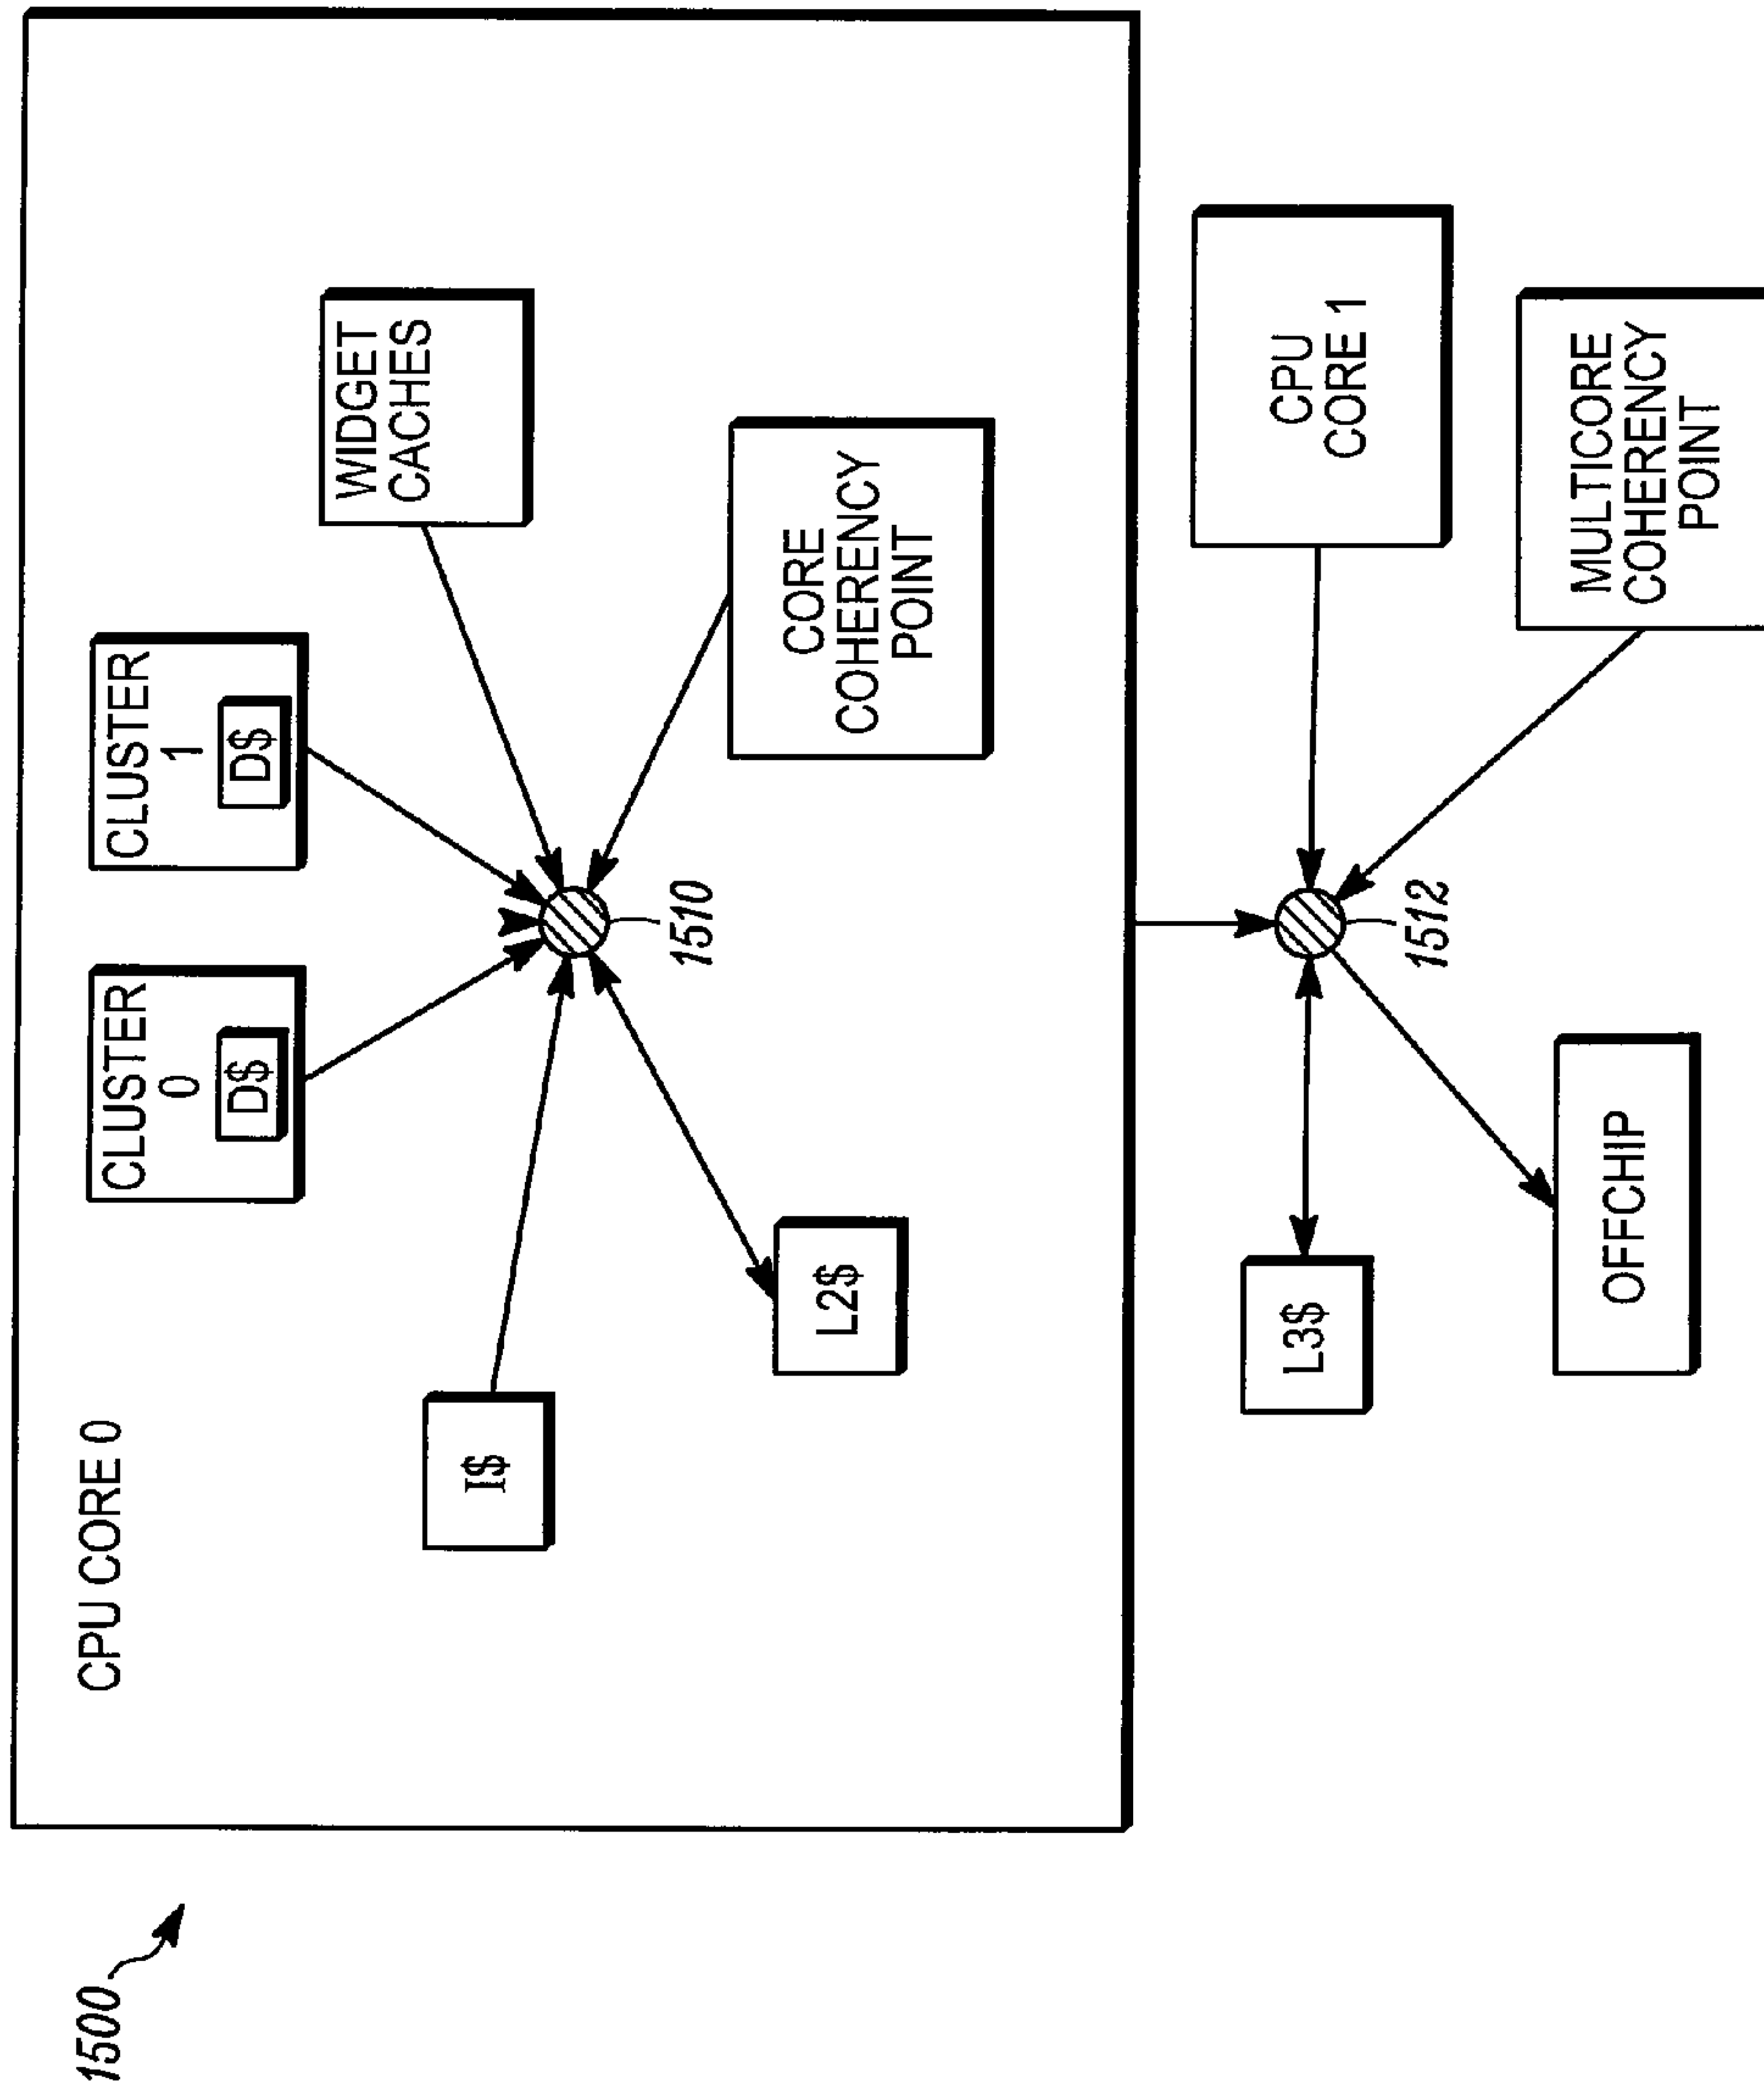 1500
CPU CORE 0
CLUSTER
0
D$
CLUSTER
1
D$
WIDGET
CACHES
I$
1510
L2$
CORE
COHERENCY
POINT
L3$
1512
CPU
CORE 1
OFFCHIP
MULTICORE
COHERENCY
POINT